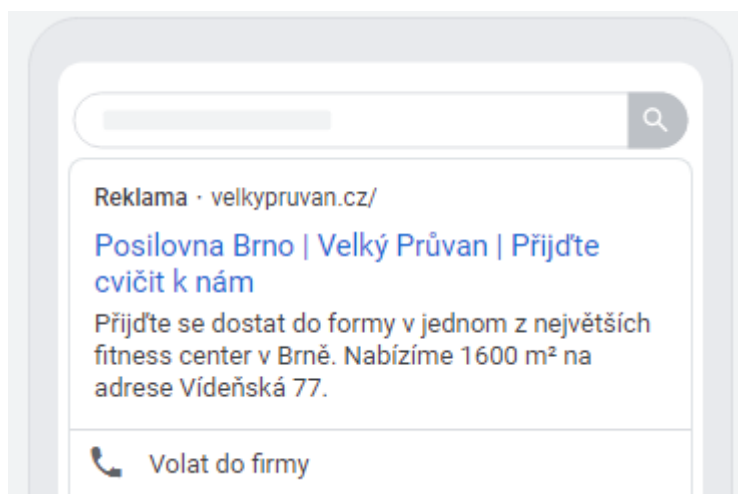 Reklama · velkypruvan.cz/
Posilovna Brno | Velký Průvan | Přijďte
cvičit k nám
Přijďte se dostat do formy v jednom z největších
fitness center v Brně. Nabízíme 1600 m² na
adrese Vídeňská 77.
Volat do firmy